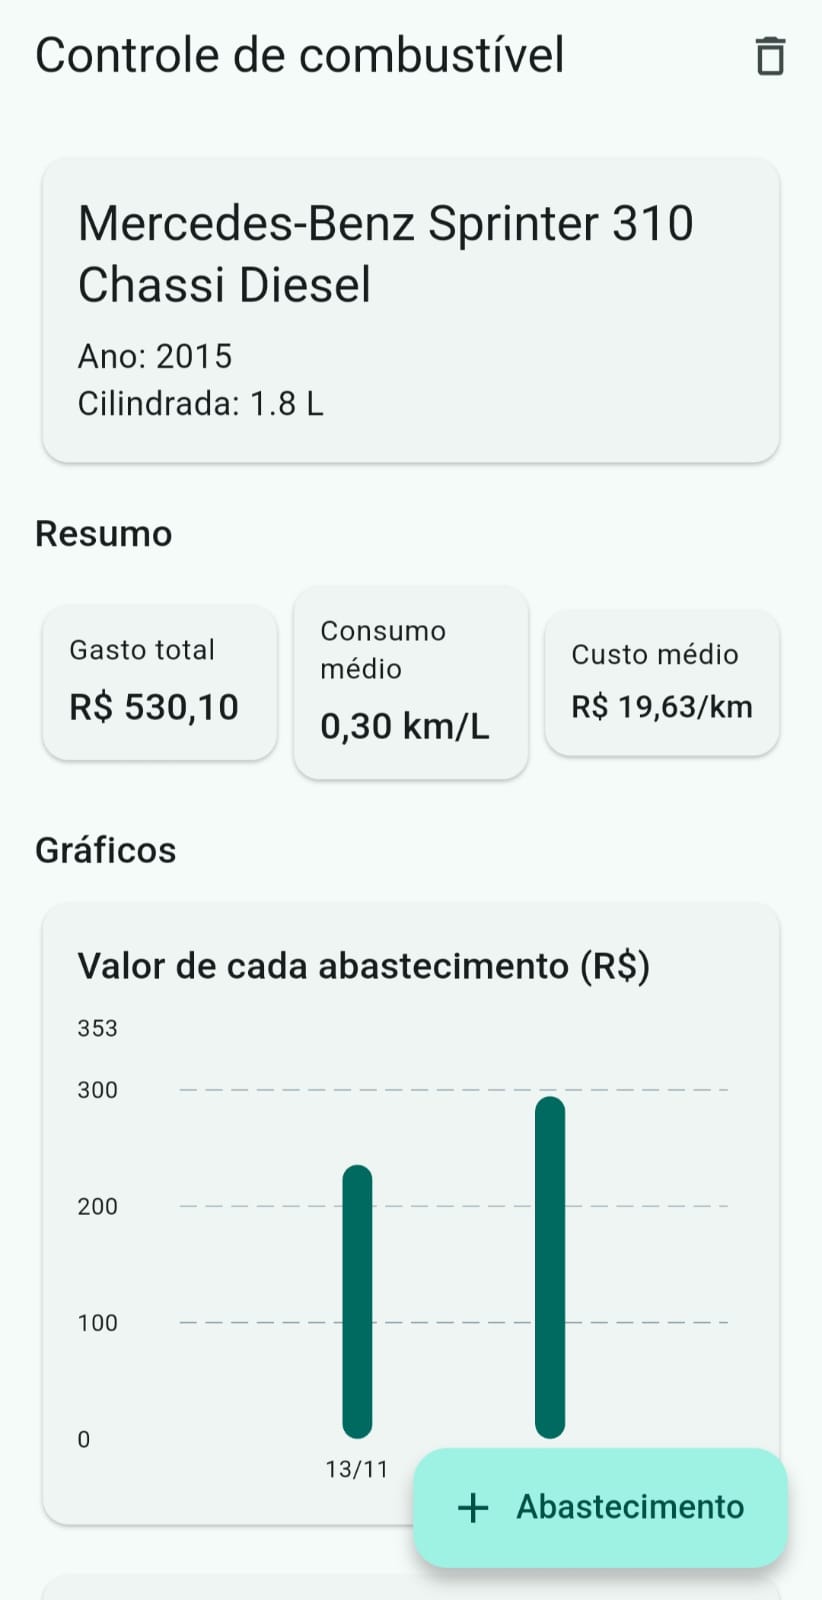 Controle de combustível
Mercedes-Benz Sprinter 310
Chassi Diesel
Ano: 2015
Cilindrada: 1.8 L
Resumo
Gasto total
R$ 530,10
Consumo
médio
0,30 km/L
Custo médio
R$ 19,63/km
Gráficos
Valor de cada abastecimento (R$)
353
300
200
100
0
13/11
+ Abastecimento